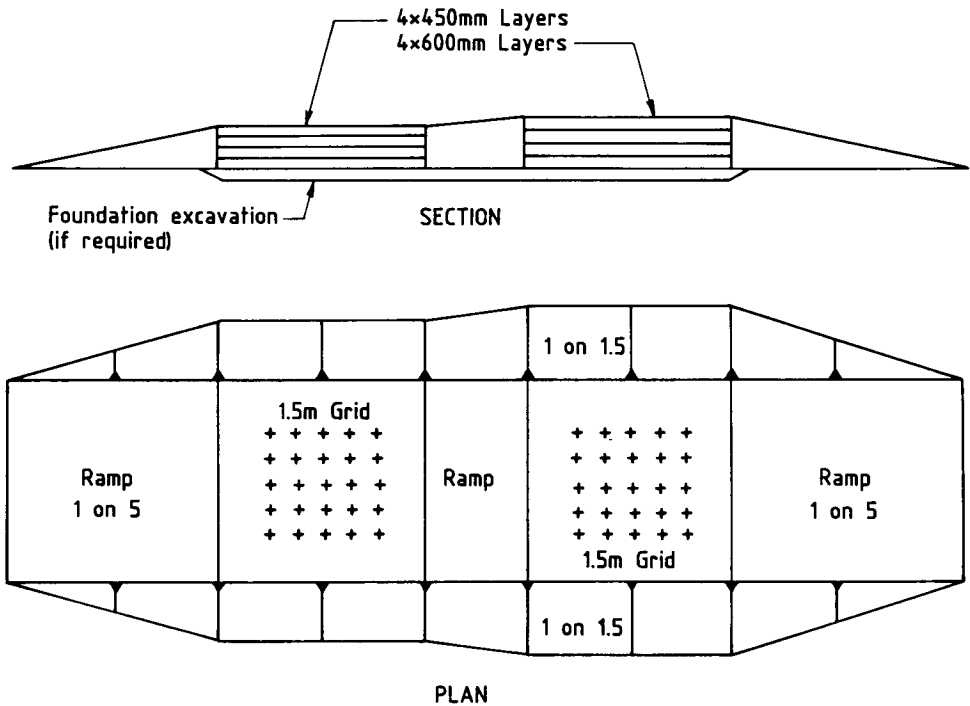 4×450mm Layers
4×600mm Layers
Foundation excavation
(if required)
SECTION
1 on 1.5
1.5m Grid
Ramp
1 on 5
Ramp
Ramp
1 on 5
1.5m Grid
1 on 1.5
PLAN